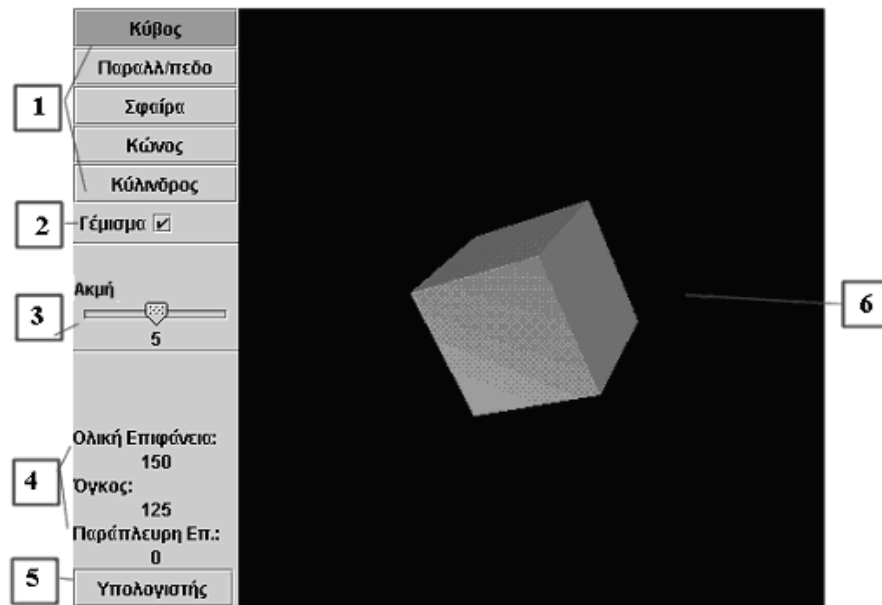 Κύβος
Παραλλ/πεδο
1
Σφαίρα
Κώνος
Κύλινδρος
2
Γέμισμα
Ακμή
3
5
6
Ολική Επιφάνεια:
150
4
Όγκος:
125
Παράπλευρη Επ.:
0
5
Υπολογιστής